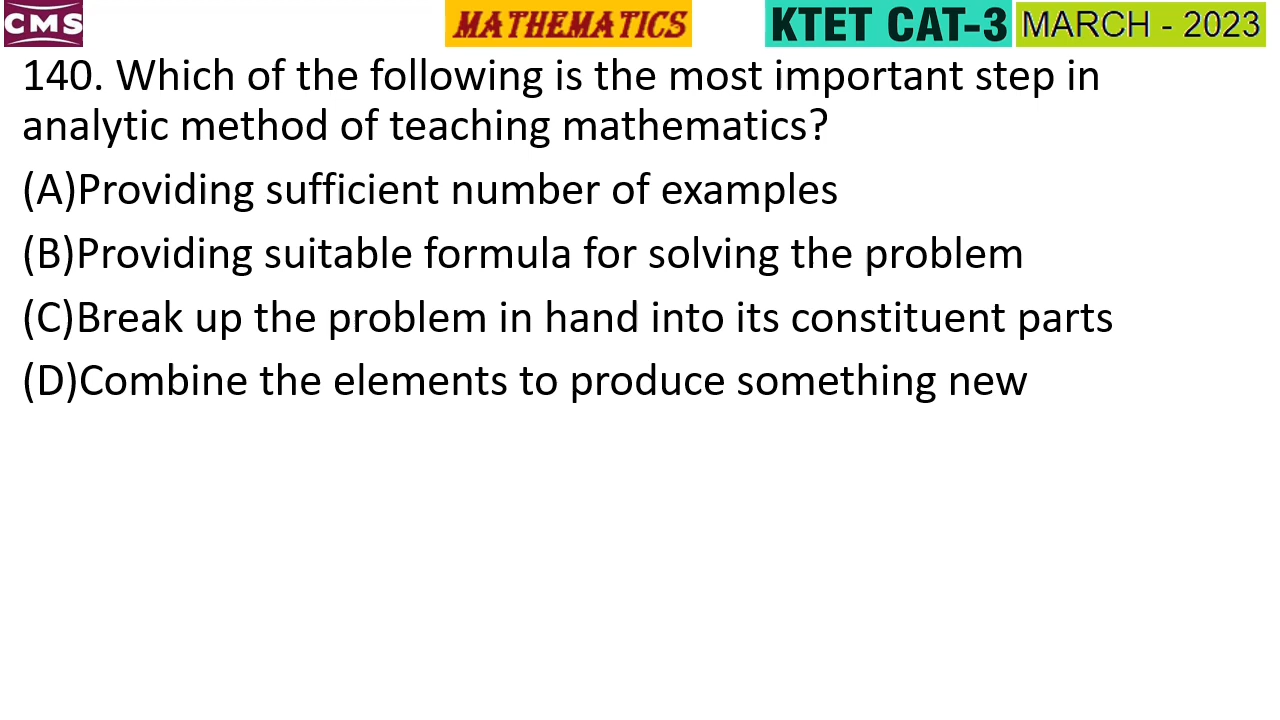 CMS MATHEMATICS KTET CAT-3 MARCH - 2023
140. Which of the following is the most important step in
analytic method of teaching mathematics?
(A)Providing sufficient number of examples
(B)Providing suitable formula for solving the problem
(C)Break up the problem in hand into its constituent parts
(D)Combine the elements to produce something new